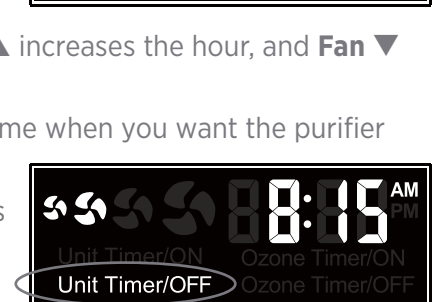 increases the hour, and Fan ▼
me when you want the purifier
s
8:15 AM
PM
Unit Timer/ON Ozone Timer/ON
Unit Timer/OFF Ozone Timer/OFF